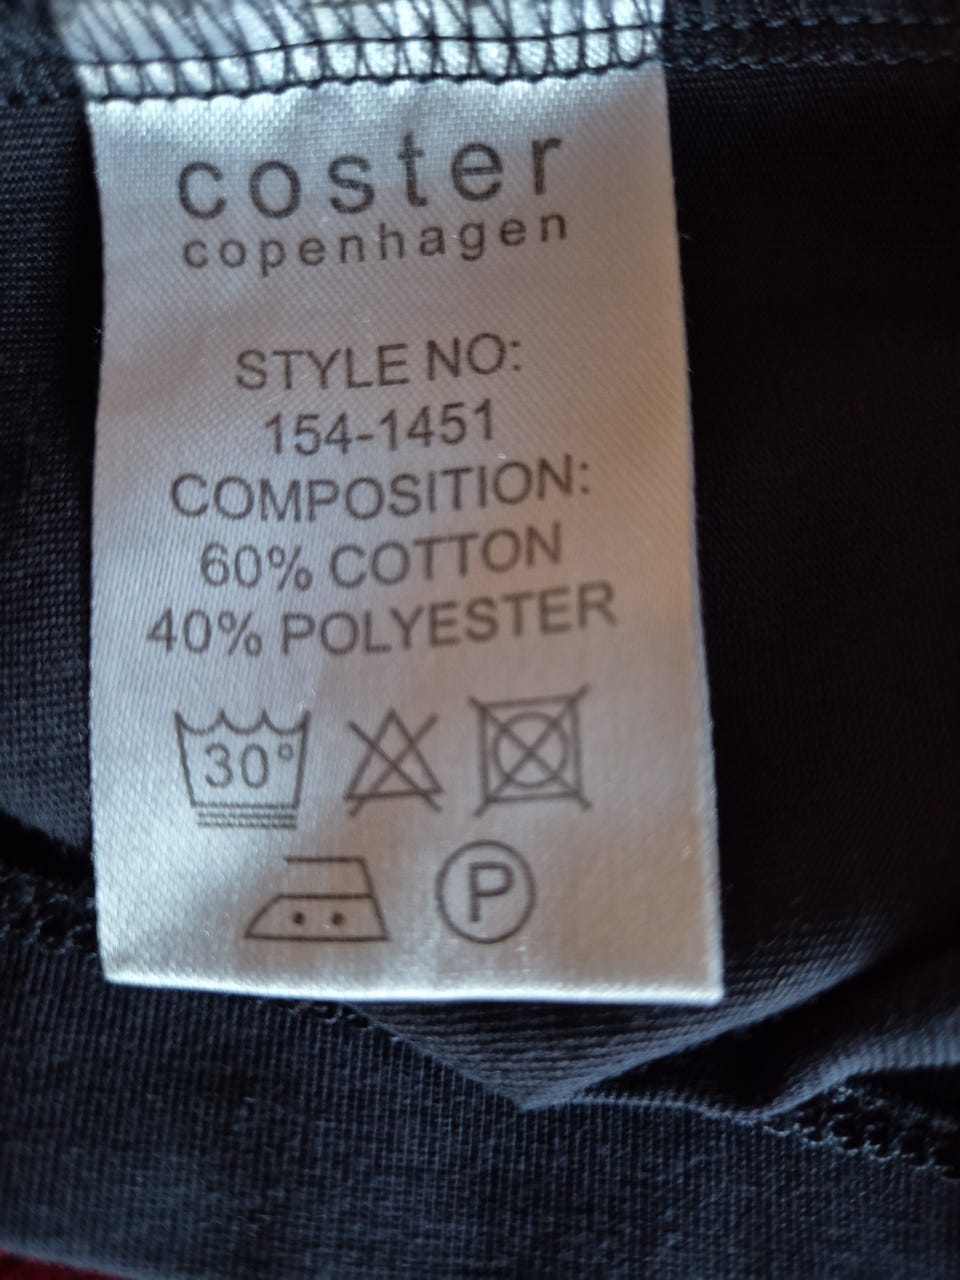 coster
copenhagen
STYLE NO:
154-1451
COMPOSITION:
60% COTTON
40% POLYESTER
30°
P